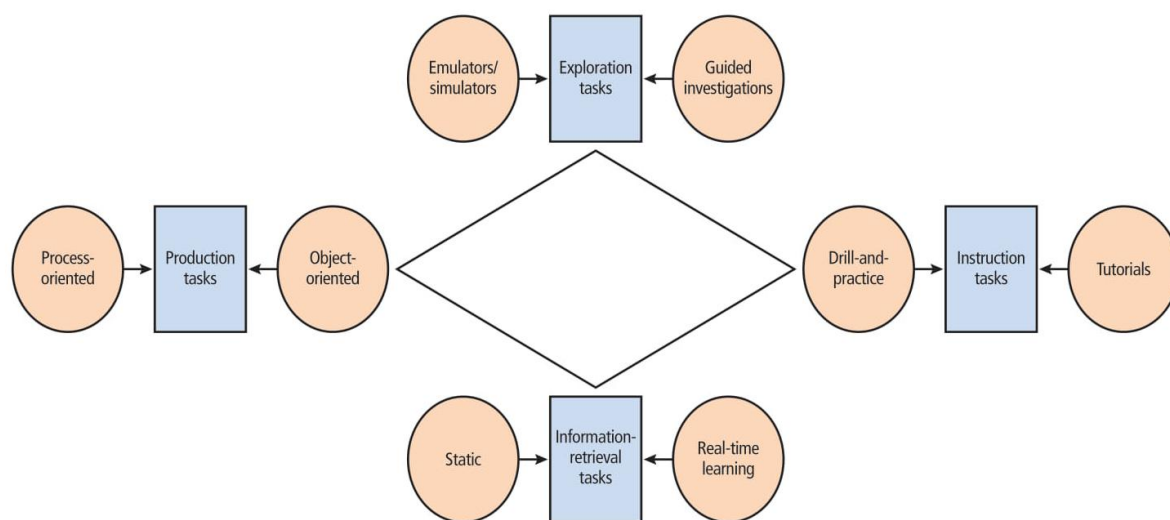 Emulators/
simulators
Exploration
tasks
Guided
investigations
Process-
oriented
Production
tasks
Object-
oriented
Drill-and-
practice
Instruction
tasks
Tutorials
Static
Information-
retrieval
tasks
Real-time
learning